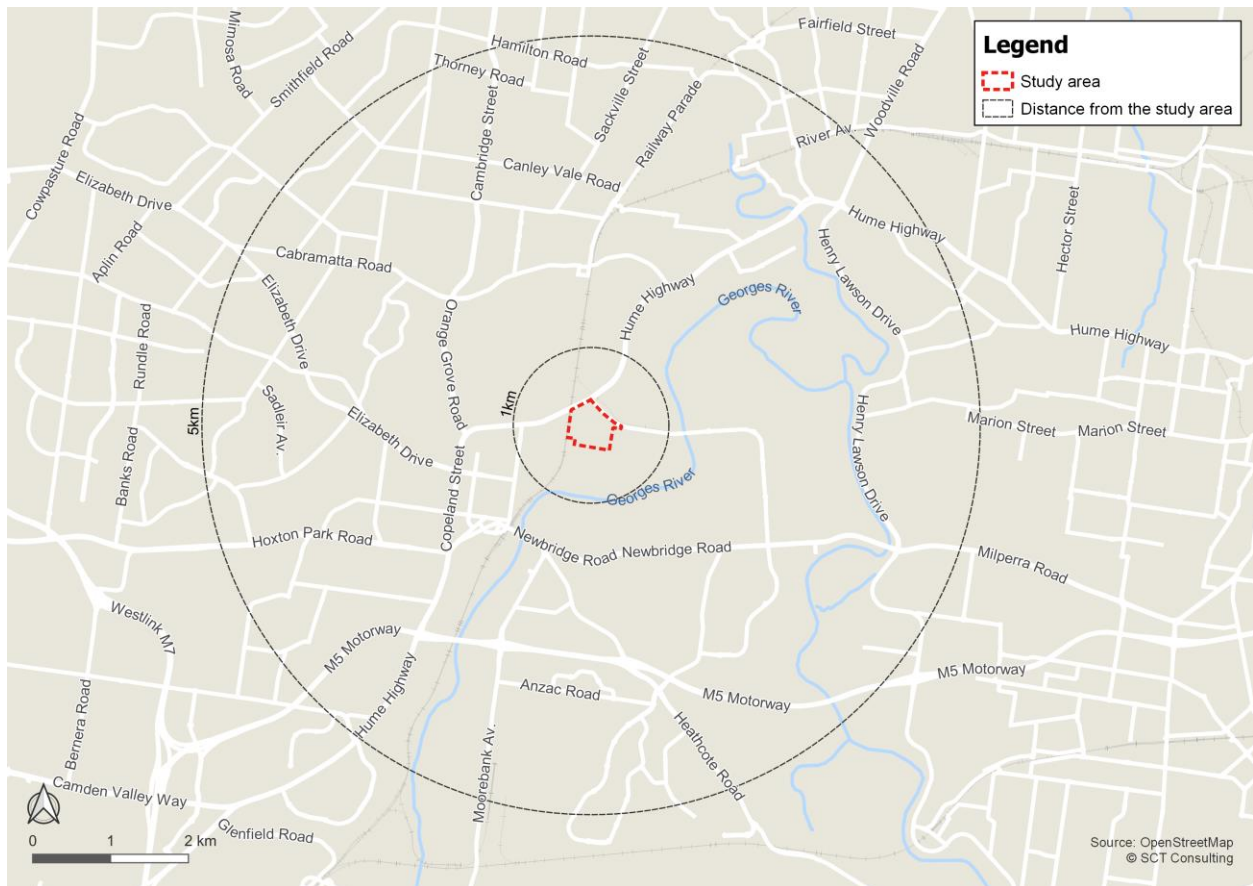 Legend
Study area
Distance from the study area
Mimosa Road
Smithfield Road
Hamilton Road
Thorney Road
Sackville Street
Fairfield Street
Woodville Road
Cambridge Street
Railway Parade
River Av.
Cowpasture Road
Elizabeth Drive
Canley Vale Road
Hector Street
Aplin Road
Cabramatta Road
Hume Highway
Henry Lawson Drive
Hume Highway
Georges River
Hume Highway
Rundle Road
Elizabeth Drive
Orange Grove Road
Sadleir Av.
5km
1km
Elizabeth Drive
Henry Lawson Drive
Marion Street
Marion Street
Banks Road
Copeland Street
Georges River
Hoxton Park Road
Newbridge Road
Newbridge Road
Milperra Road
Westlink M7
M5 Motorway
Hume Highway
Anzac Road
M5 Motorway
M5 Motorway
Bernera Road
Moorebank Av.
Heathcote Road
Camden Valley Way
Glenfield Road
0 1 2 km
Source: OpenStreetMap
© SCT Consulting